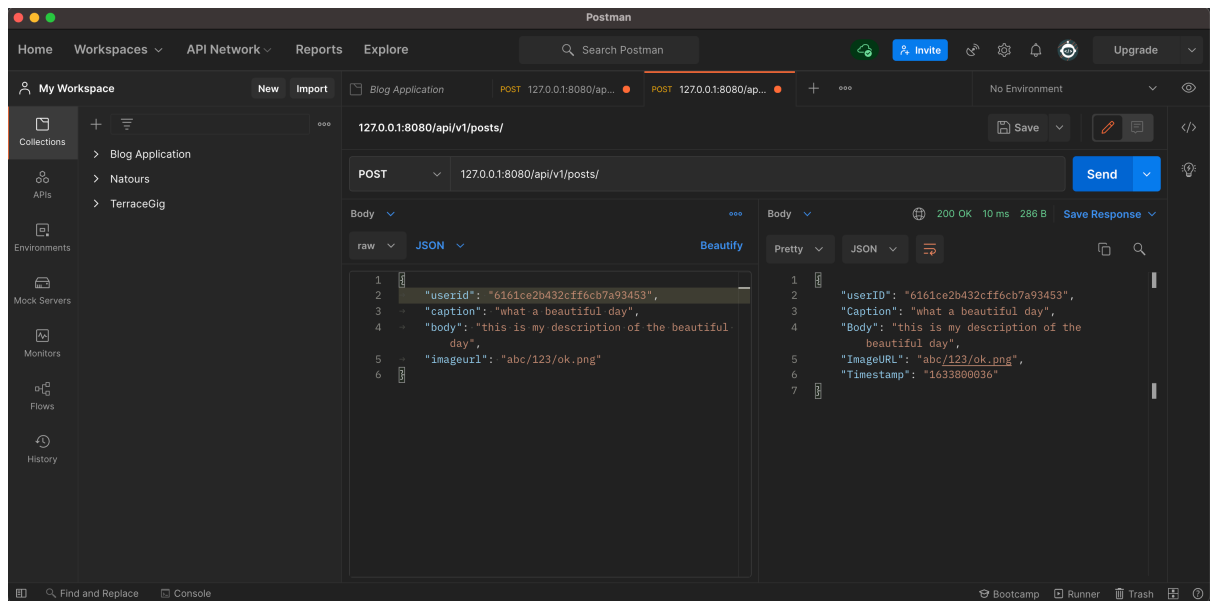 Postman
Home Workspaces API Network Reports Explore Search Postman Invite Upgrade
My Workspace New Import Blog Application POST 127.0.0.1:8080/ap... POST 127.0.0.1:8080/ap... No Environment
Collections
APIs
Environments
Mock Servers
Monitors
Flows
History
Blog Application
Natours
TerraceGig
127.0.0.1:8080/api/v1/posts/ Save
POST 127.0.0.1:8080/api/v1/posts/ Send
Body
raw JSON Beautify
1 {
2 "userid": "6161ce2b432cff6cb7a93453",
3 "caption": "what a beautiful day",
4 "body": "this is my description of the beautiful
day",
5 "imageurl": "abc/123/ok.png"
6 }
Body 200 OK 10 ms 286 B Save Response
Pretty JSON
1 {
2 "userID": "6161ce2b432cff6cb7a93453",
3 "Caption": "what a beautiful day",
4 "Body": "this is my description of the
beautiful day",
5 "ImageURL": "abc/123/ok.png",
6 "Timestamp": "1633800036"
7 }
Find and Replace Console Bootcamp Runner Trash